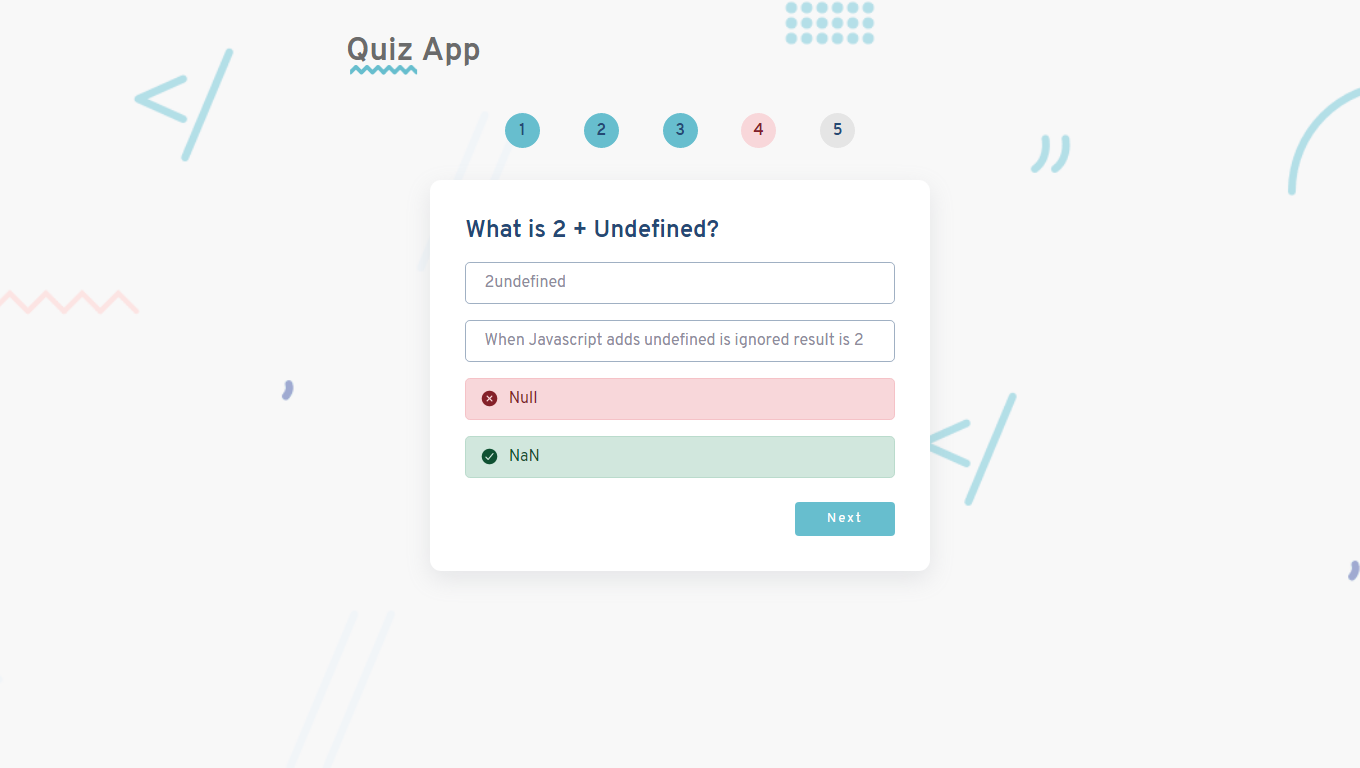 Quiz App
1 2 3 4 5
What is 2 + Undefined?
2undefined
When Javascript adds undefined is ignored result is 2
Null
NaN
Next